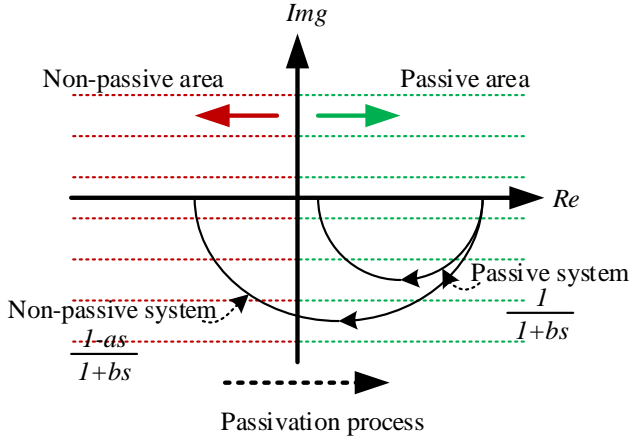 Img
Non-passive area
Passive area
Re
Passive system
1
1+bs
Non-passive system
1-as
1+bs
Passivation process